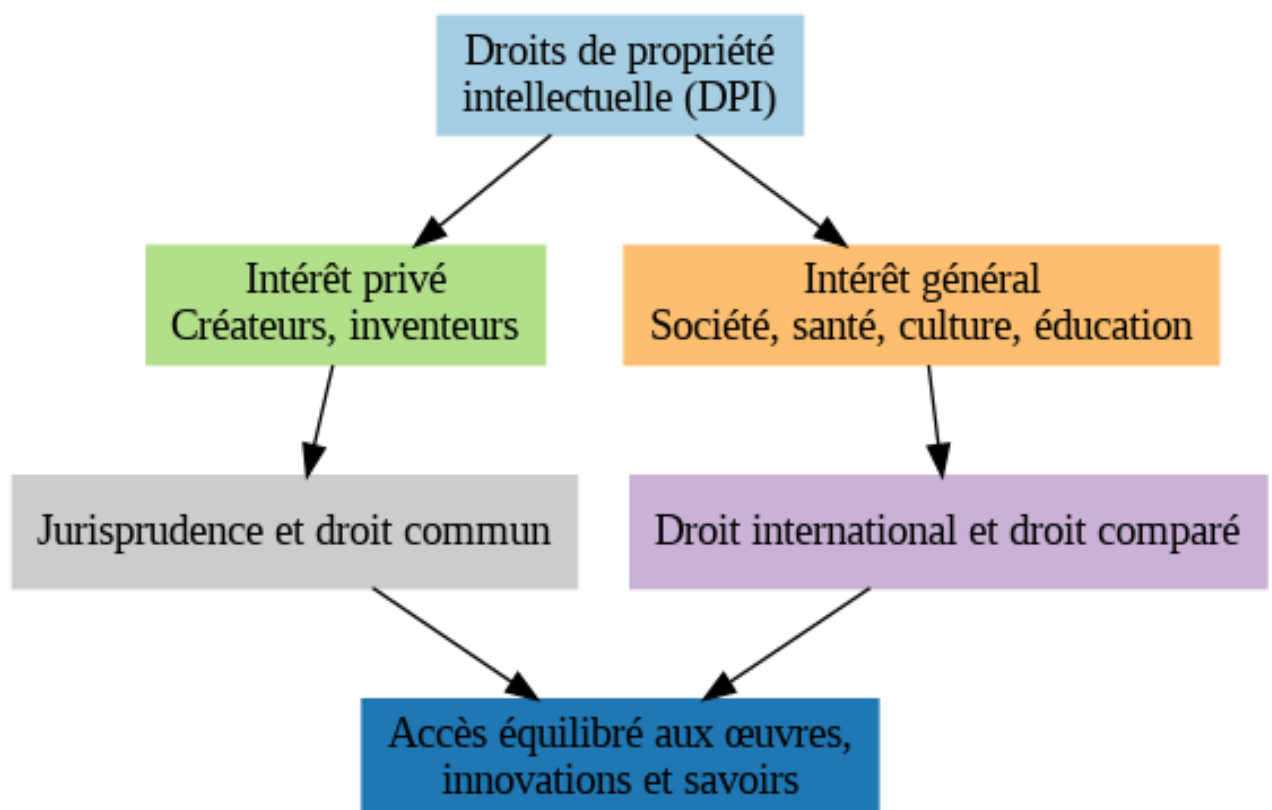 Droits de propriété
intellectuelle (DPI)
Intérêt privé
Créateurs, inventeurs
Intérêt général
Société, santé, culture, éducation
Jurisprudence et droit commun
Droit international et droit comparé
Accès équilibré aux œuvres,
innovations et savoirs